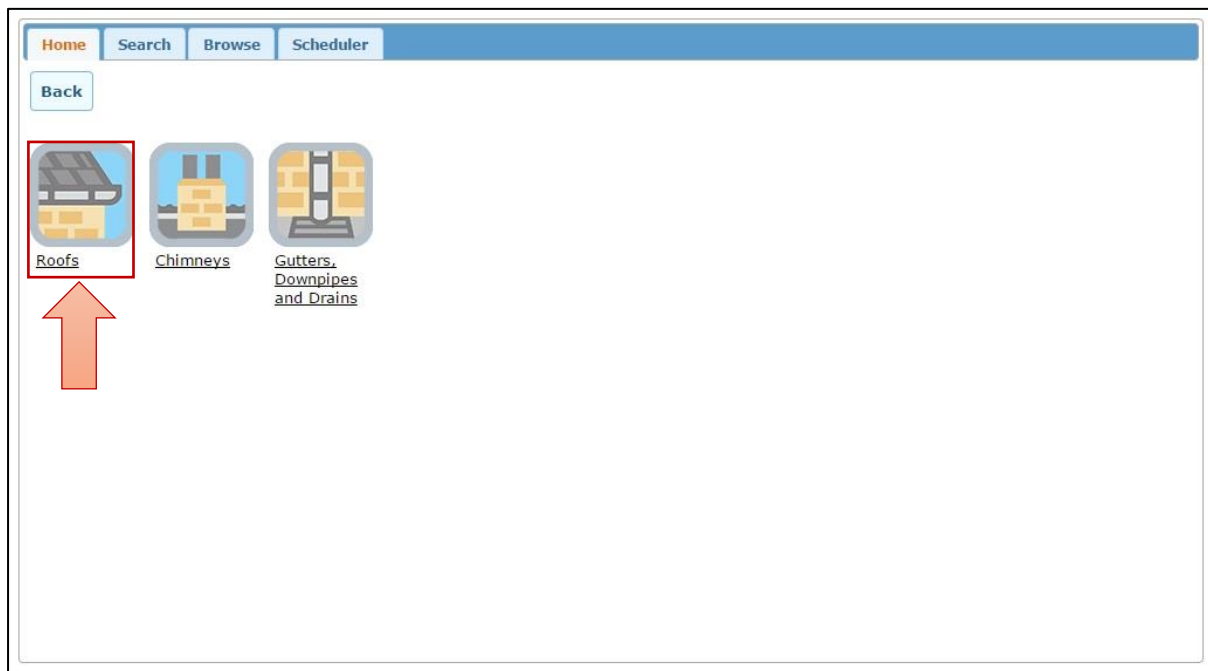 Home Search Browse Scheduler
Back
Roofs Chimneys Gutters,
Downpipes
and Drains